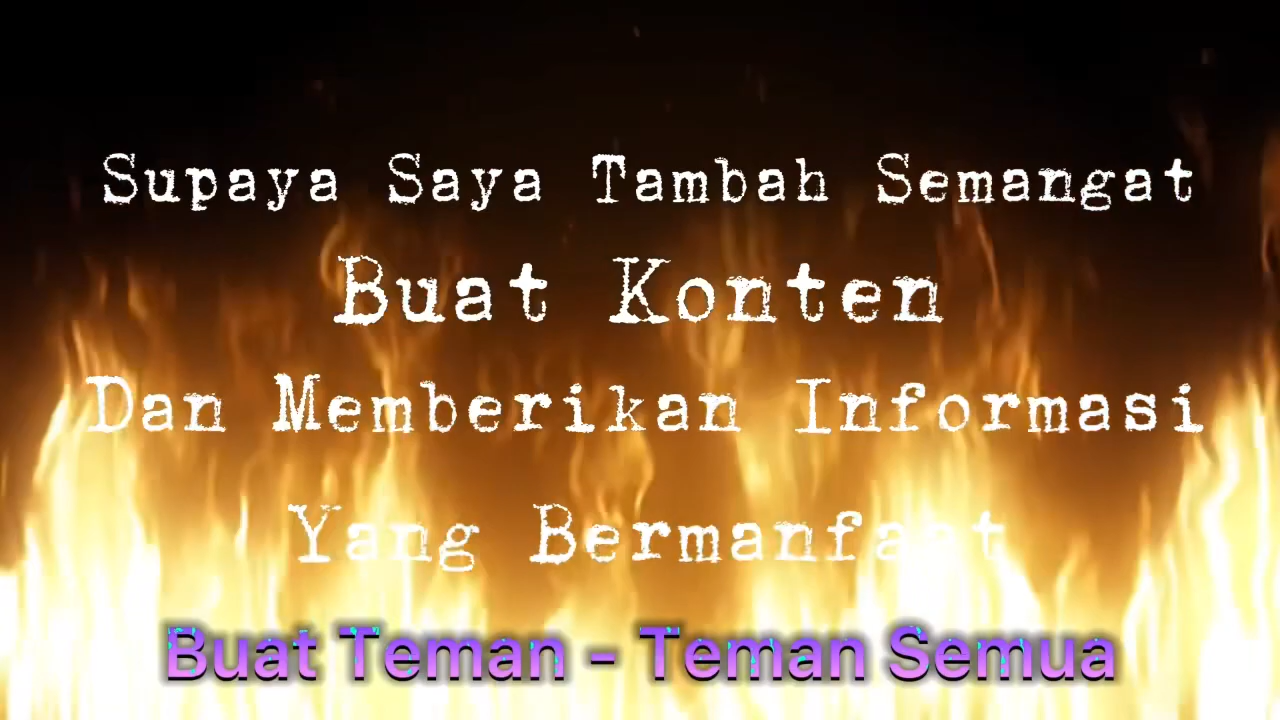 Supaya Saya Tambah Semangat
Buat Konten
Dan Memberikan Informasi
Yang Bermanfaat
Buat Teman - Teman Semua